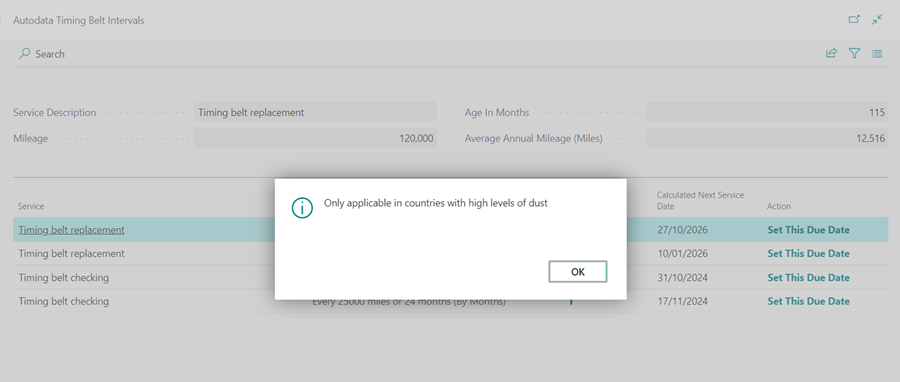 Autodata Timing Belt Intervals
Search
Service Description Timing belt replacement Age In Months 115
Mileage 120,000 Average Annual Mileage (Miles) 12,516
Only applicable in countries with high levels of dust
OK
Service Calculated Next Service Date Action
Timing belt replacement 27/10/2026 Set This Due Date
Timing belt replacement 10/01/2026 Set This Due Date
Timing belt checking 31/10/2024 Set This Due Date
Timing belt checking Every 25000 miles of 24 months (By Months) 17/11/2024 Set This Due Date